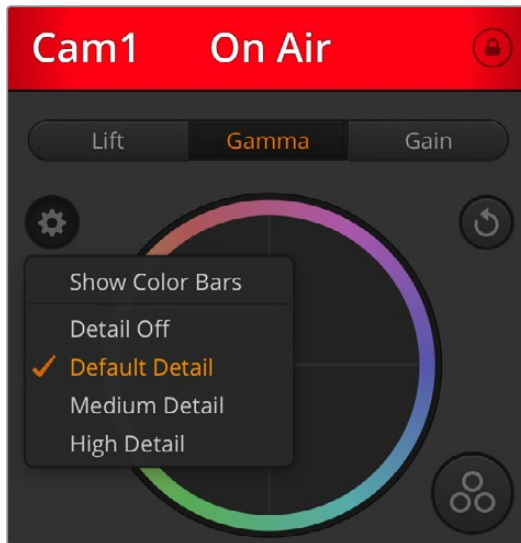 Cam1 On Air
Lift Gamma Gain
Show Color Bars
Detail Off
Default Detail
Medium Detail
High Detail